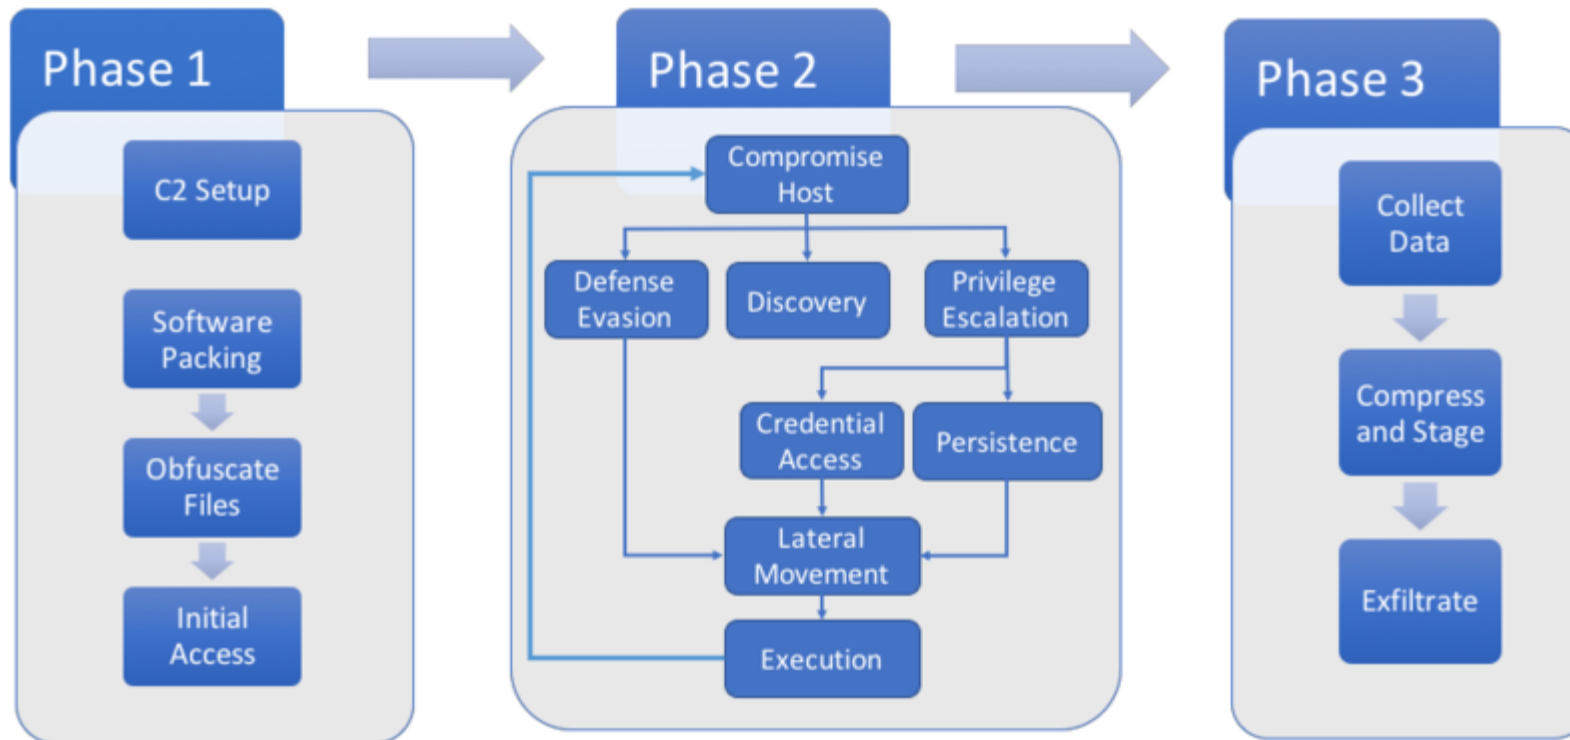 Phase 1
C2 Setup
Software
Packing
Obfuscate
Files
Initial
Access
Phase 2
Compromise
Host
Defense
Evasion
Discovery
Privilege
Escalation
Credential
Access
Persistence
Lateral
Movement
Execution
Phase 3
Collect
Data
Compress
and Stage
Exfiltrate